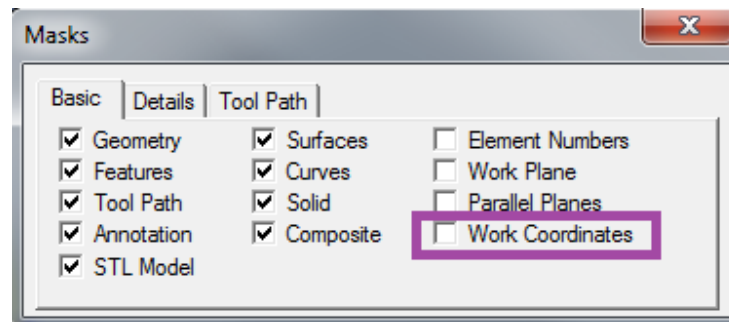 Masks
Basic Details Tool Path
Geometry Surfaces Element Numbers
Features Curves Work Plane
Tool Path Solid Parallel Planes
Annotation Composite Work Coordinates
STL Model